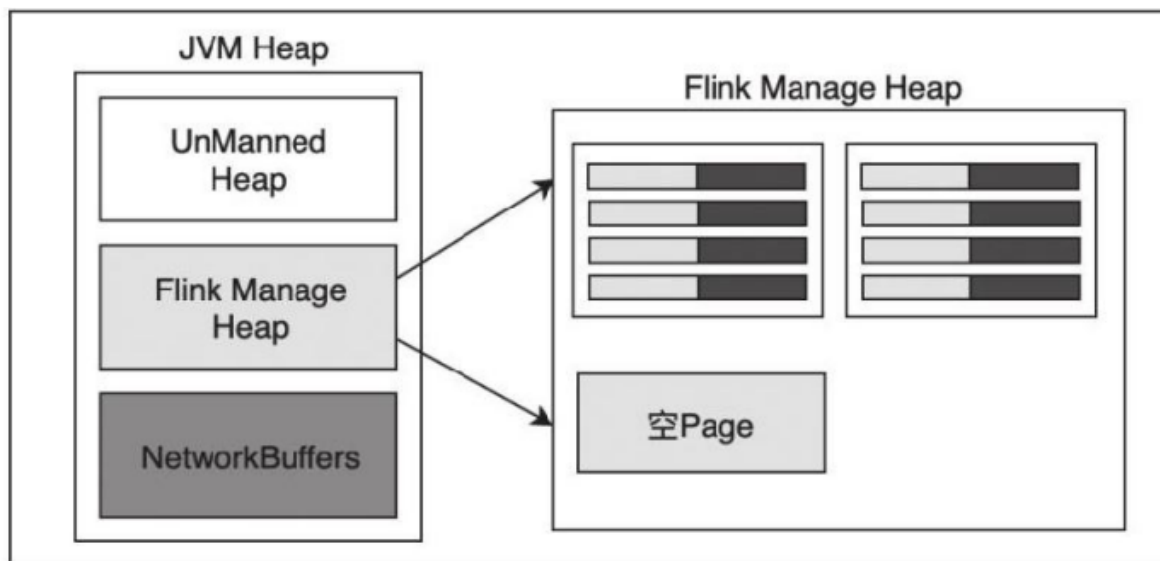 JVM Heap
UnManned
Heap
Flink Manage
Heap
NetworkBuffers
Flink Manage Heap
空Page